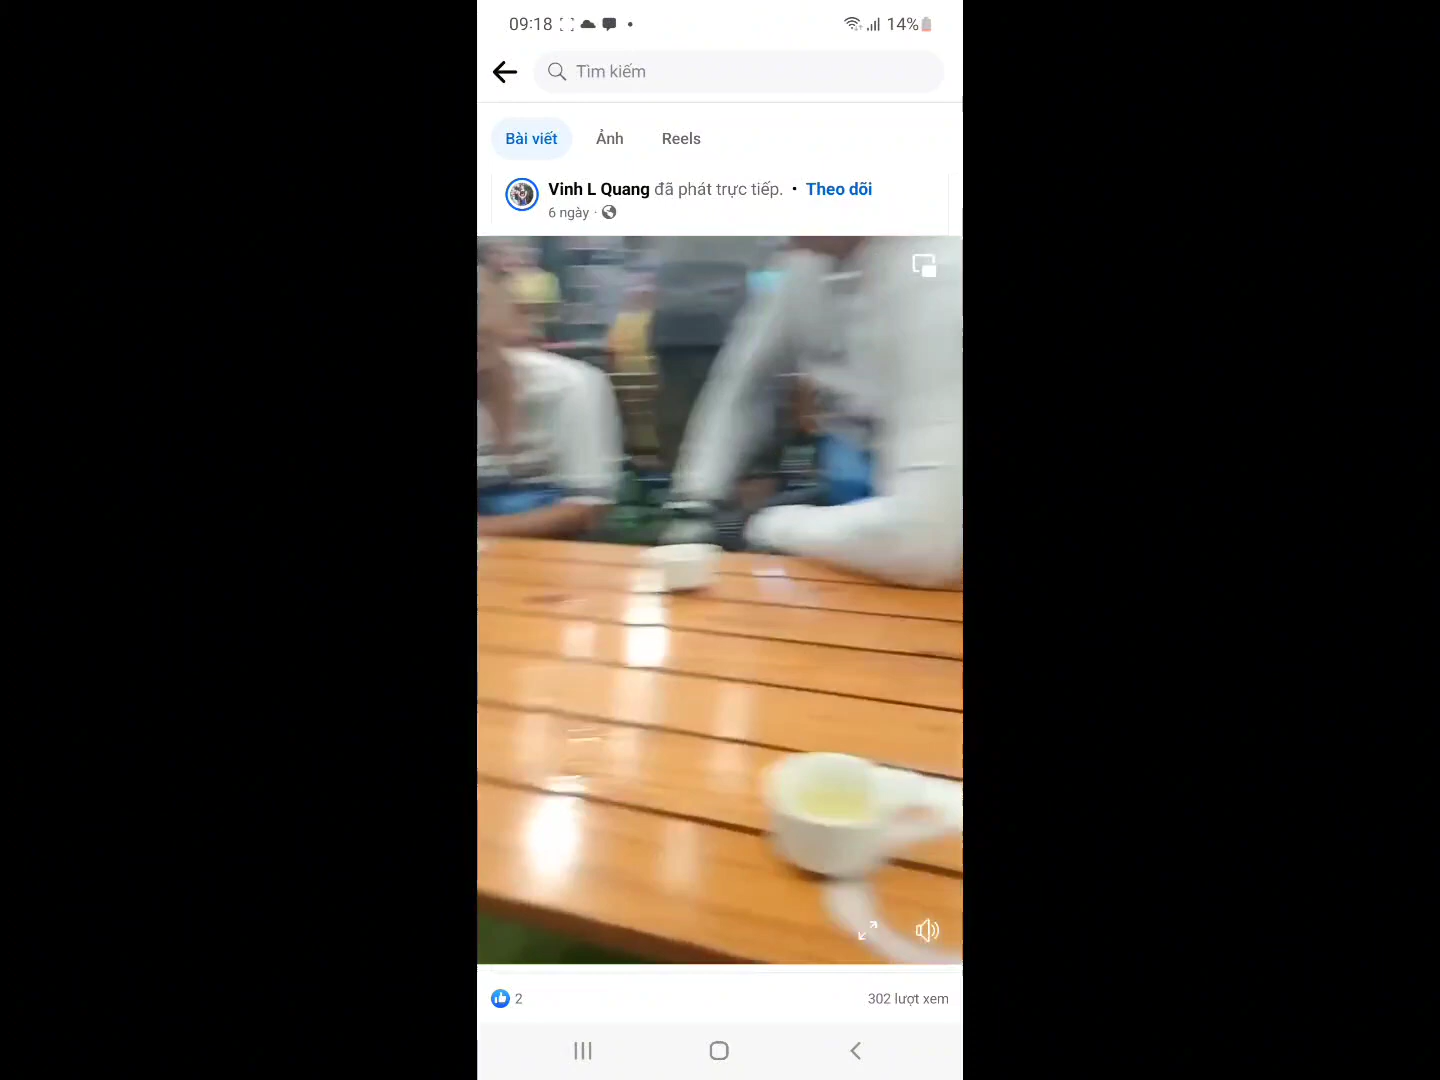 09:18
14%
Tìm kiếm
Bài viết Ảnh Reels
Vinh L Quang đã phát trực tiếp. • Theo dõi
6 ngày ·
2
302 lượt xem